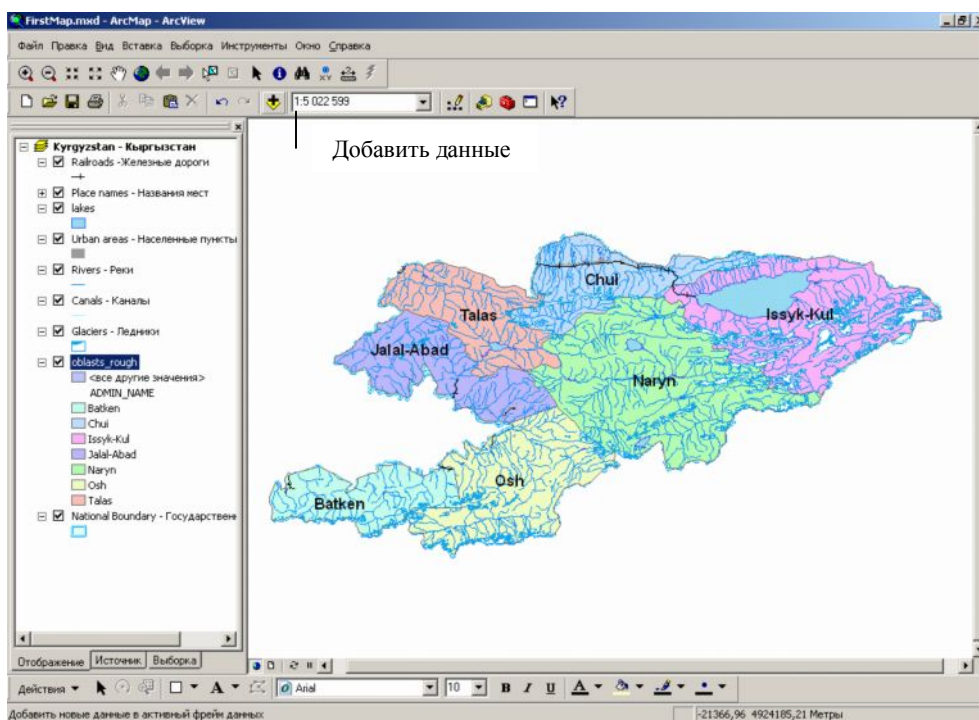 FirstMap.mxd - ArcMap - ArcView
Файл Правка Вид Вставка Выборка Инструменты Окно Справка
1:5 022 599
Добавить данные
Kyrgyzstan - Кыргызстан
Railroads -Железные дороги
Place names - Названия мест
lakes
Urban areas - Населенные пункты
Rivers - Реки
Canals - Каналы
Glaciers - Ледники
oblasts_rough
<все другие значения>
ADMIN_NAME
Batken
Chui
Issyk-Kul
Jalal-Abad
Naryn
Osh
Talas
National Boundary - Государствен
Chui
Issyk-Kul
Talas
Jalal-Abad
Naryn
Osh
Batken
Отображение Источник Выборка
Действия A Arial 10 B I U A
Добавить новые данные в активный фрейм данных
-21366,96 4924185,21 Метры